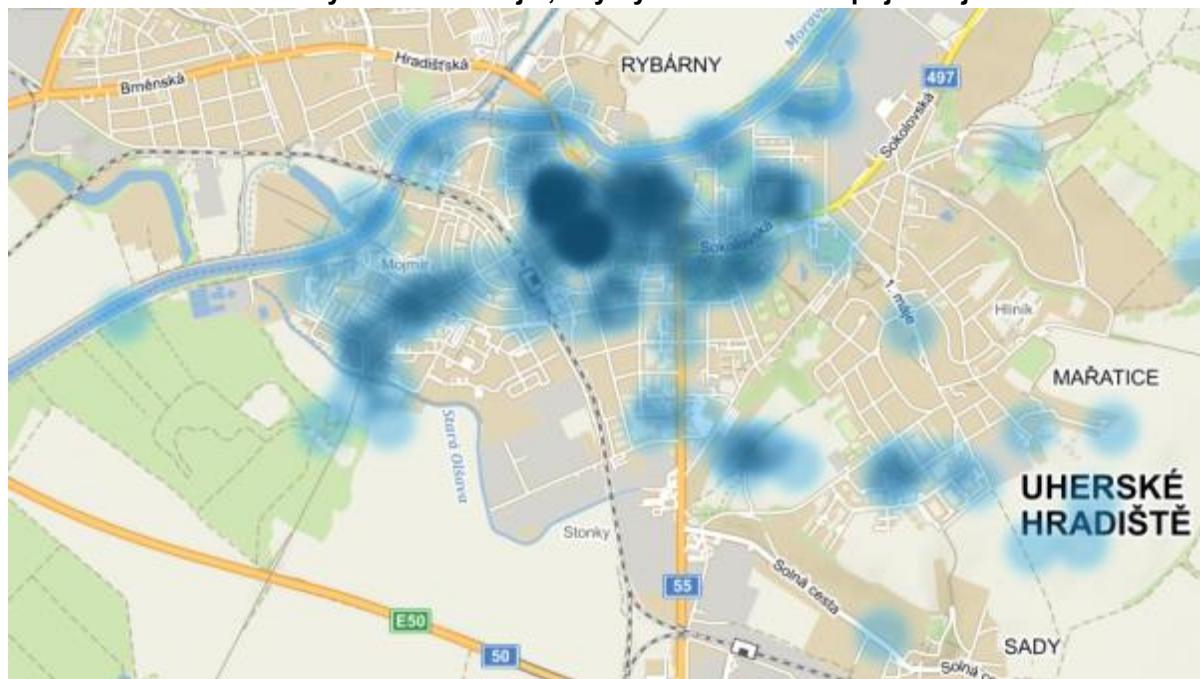 RYBÁRNY
Morava
Hradišťská
Brněnská
497
Sokolovská
Sokolovská
Mojmír
1. máje
Hliník
MAŘATICE
Stará Olšava
UHERSKÉ
HRADIŠTĚ
Stonky
55
Solná cesta
E50
50
SADY
Solná